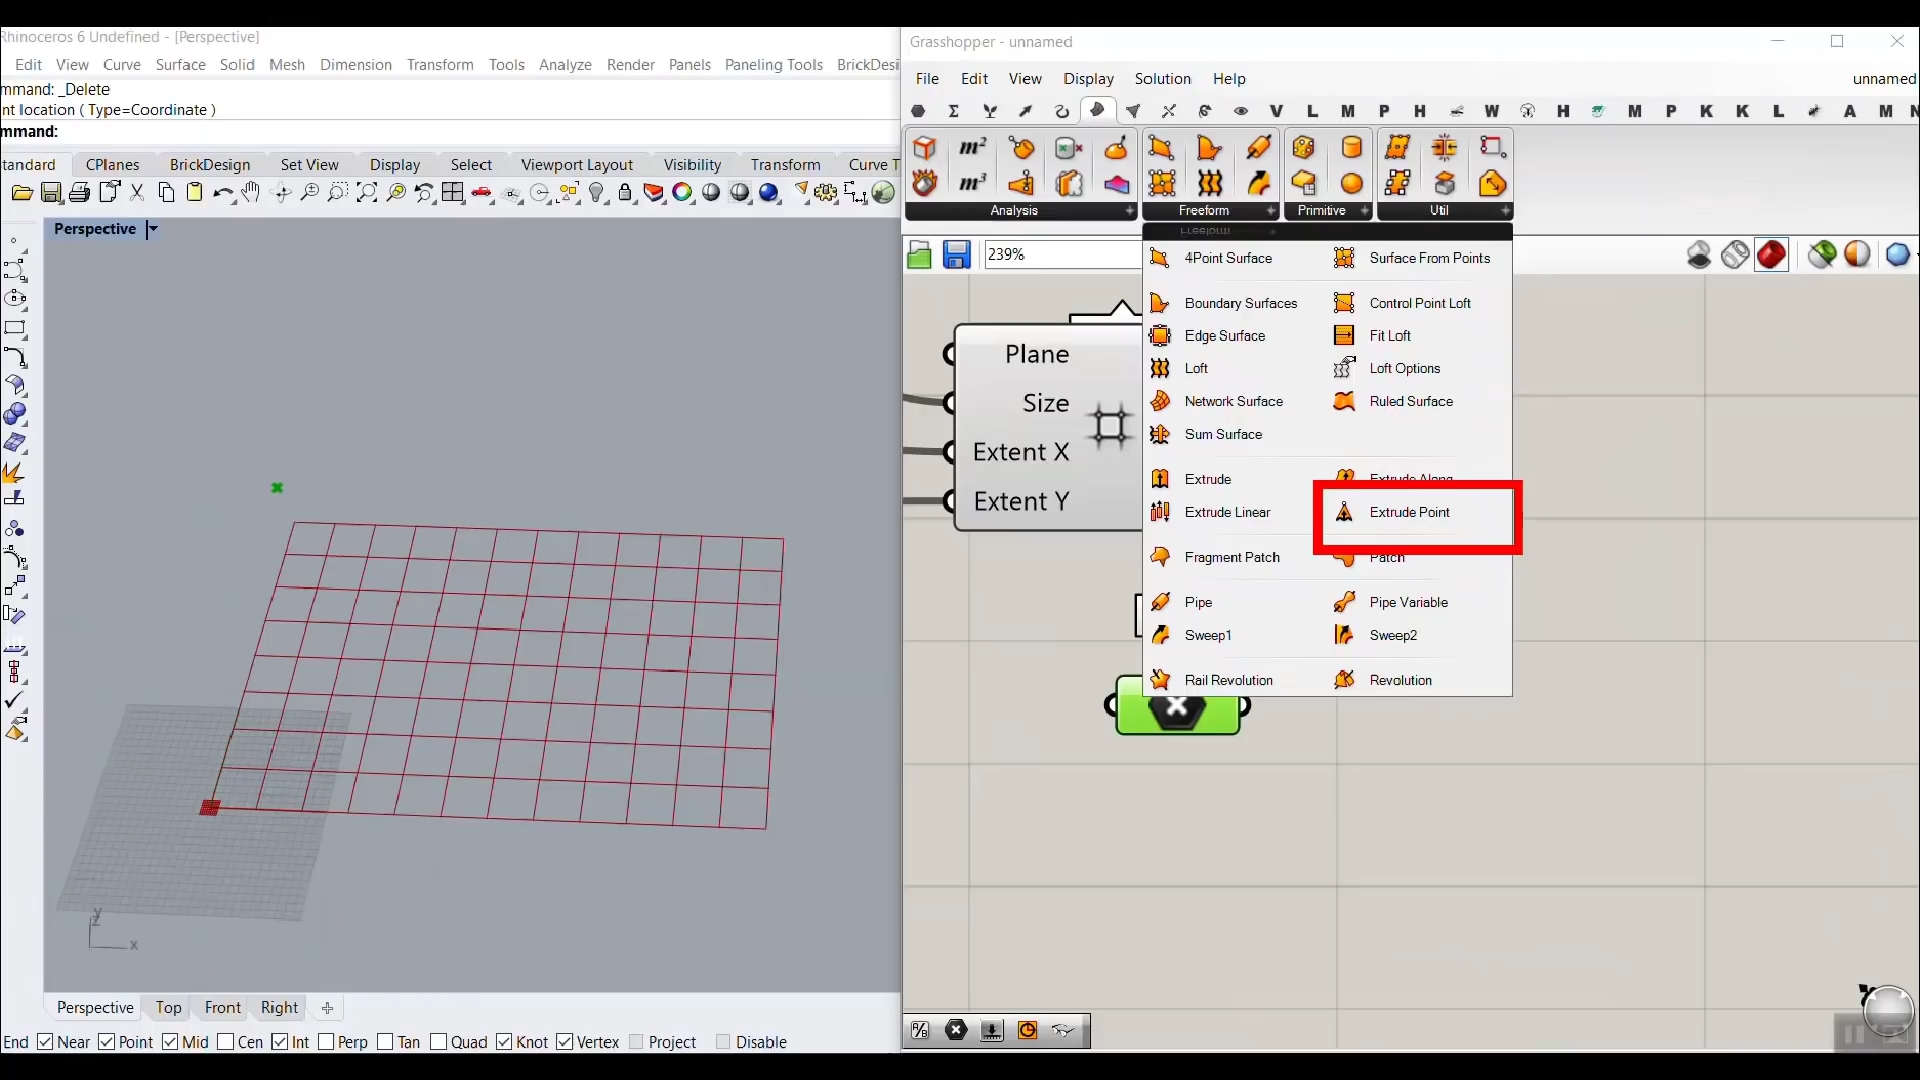 Rhinoceros 6 Undefined - [Perspective]
Edit View Curve Surface Solid Mesh Dimension Transform Tools Analyze Render Panels Paneling Tools BrickDesi
mmand: _Delete
nt location ( Type=Coordinate )
mmand:
tandard CPlanes BrickDesign Set View Display Select Viewport Layout Visibility Transform Curve T
Perspective
z
y
x
Perspective Top Front Right
End Near Point Mid Cen Int Perp Tan Quad Knot Vertex Project Disable
Grasshopper - unnamed
File Edit View Display Solution Help unnamed
Σ V L M P H W H M P K K L A M N
m² m³
Analysis Freeform Primitive Util
239%
Freeform
4Point Surface Surface From Points
Boundary Surfaces Control Point Loft
Edge Surface Fit Loft
Loft Loft Options
Network Surface Ruled Surface
Sum Surface
Extrude Extrude Along
Extrude Linear Extrude Point
Fragment Patch Patch
Pipe Pipe Variable
Sweep1 Sweep2
Rail Revolution Revolution
Plane
Size
Extent X
Extent Y